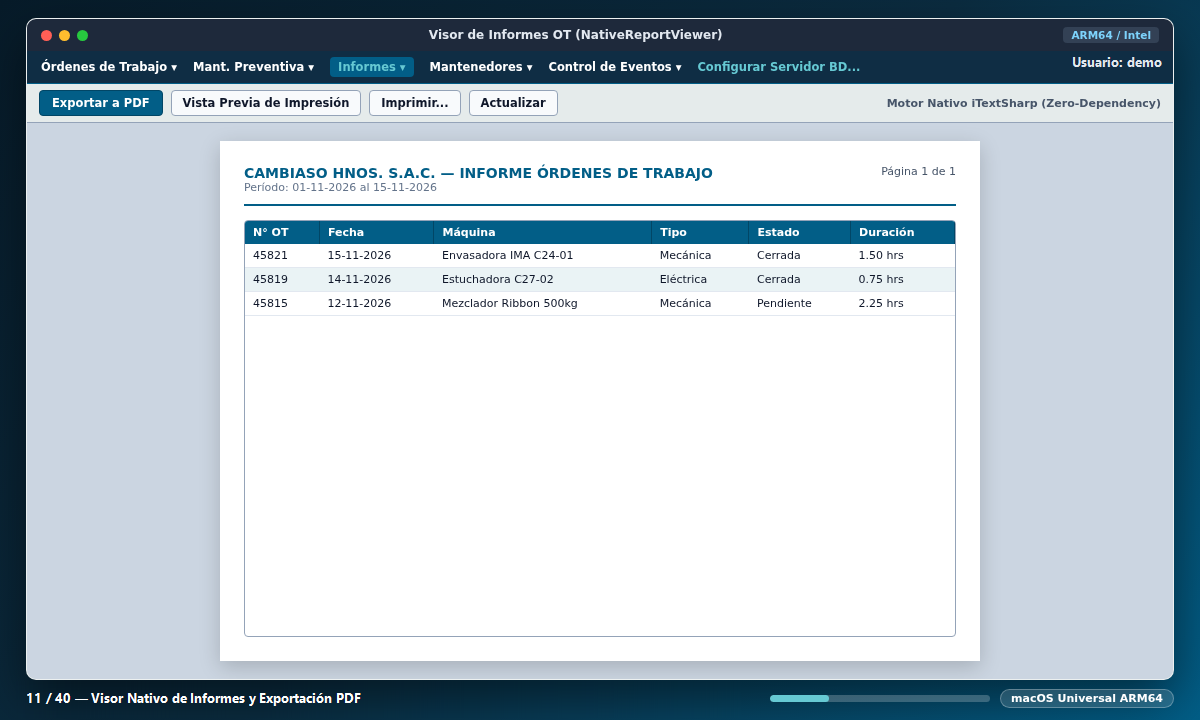 Visor de Informes OT (NativeReportViewer)
ARM64 / Intel
Órdenes de Trabajo ▾ Mant. Preventiva ▾ Informes ▾ Mantenedores ▾ Control de Eventos ▾ Configurar Servidor BD... Usuario: demo
Exportar a PDF Vista Previa de Impresión Imprimir... Actualizar Motor Nativo iTextSharp (Zero-Dependency)
CAMBIASO HNOS. S.A.C. — INFORME ÓRDENES DE TRABAJO Página 1 de 1
Período: 01-11-2026 al 15-11-2026
N° OT Fecha Máquina Tipo Estado Duración
45821 15-11-2026 Envasadora IMA C24-01 Mecánica Cerrada 1.50 hrs
45819 14-11-2026 Estuchadora C27-02 Eléctrica Cerrada 0.75 hrs
45815 12-11-2026 Mezclador Ribbon 500kg Mecánica Pendiente 2.25 hrs
11 / 40 — Visor Nativo de Informes y Exportación PDF macOS Universal ARM64